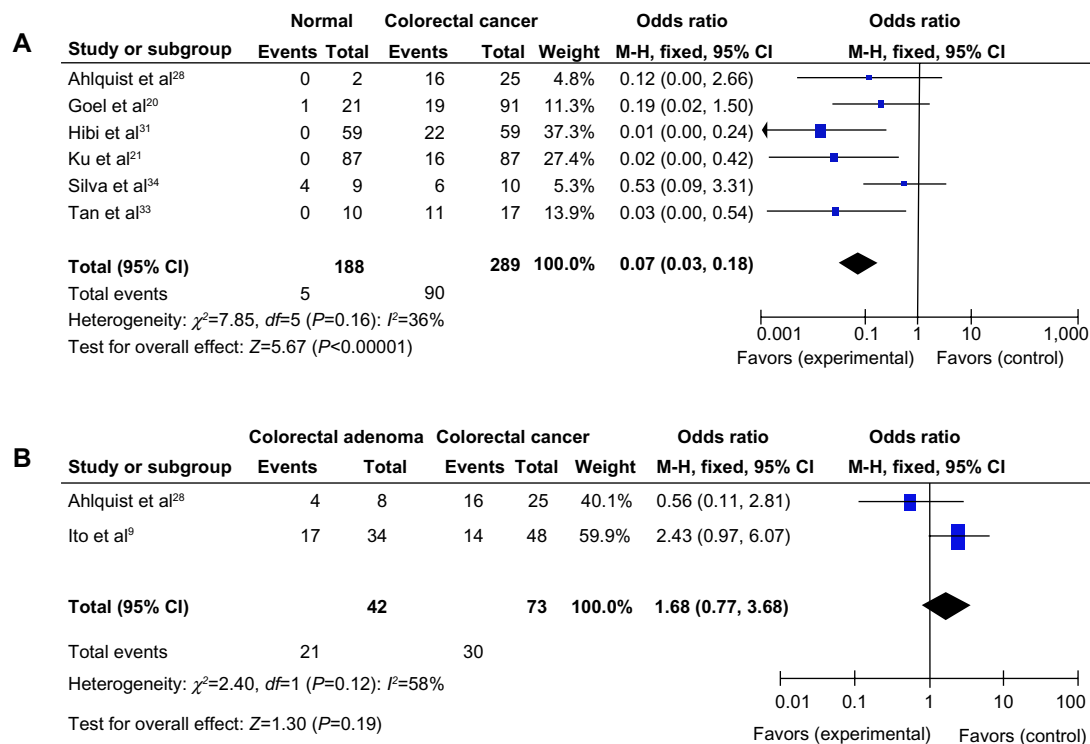 A
Normal Colorectal cancer Odds ratio Odds ratio
Study or subgroup Events Total Events Total Weight M-H, fixed, 95% CI M-H, fixed, 95% CI
Ahlquist et al28 0 2 16 25 4.8% 0.12 (0.00, 2.66)
Goel et al20 1 21 19 91 11.3% 0.19 (0.02, 1.50)
Hibi et al31 0 59 22 59 37.3% 0.01 (0.00, 0.24)
Ku et al21 0 87 16 87 27.4% 0.02 (0.00, 0.42)
Silva et al34 4 9 6 10 5.3% 0.53 (0.09, 3.31)
Tan et al33 0 10 11 17 13.9% 0.03 (0.00, 0.54)
Total (95% CI) 188 289 100.0% 0.07 (0.03, 0.18)
Total events 5 90
Heterogeneity: χ²=7.85, df=5 (P=0.16): I²=36%
Test for overall effect: Z=5.67 (P<0.00001)
0.001 0.1 1 10 1,000
Favors (experimental) Favors (control)
B
Colorectal adenoma Colorectal cancer Odds ratio Odds ratio
Study or subgroup Events Total Events Total Weight M-H, fixed, 95% CI M-H, fixed, 95% CI
Ahlquist et al28 4 8 16 25 40.1% 0.56 (0.11, 2.81)
Ito et al9 17 34 14 48 59.9% 2.43 (0.97, 6.07)
Total (95% CI) 42 73 100.0% 1.68 (0.77, 3.68)
Total events 21 30
Heterogeneity: χ²=2.40, df=1 (P=0.12): I²=58%
Test for overall effect: Z=1.30 (P=0.19)
0.01 0.1 1 10 100
Favors (experimental) Favors (control)